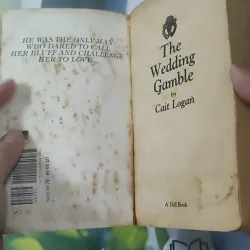 HE WAS THE ONLY MAN
WHO DARED TO CALL
HER BLUFF AND CHALLENGE
HER TO LOVE...
The
Wedding
Gamble
by
Cait Logan
A Dell Book